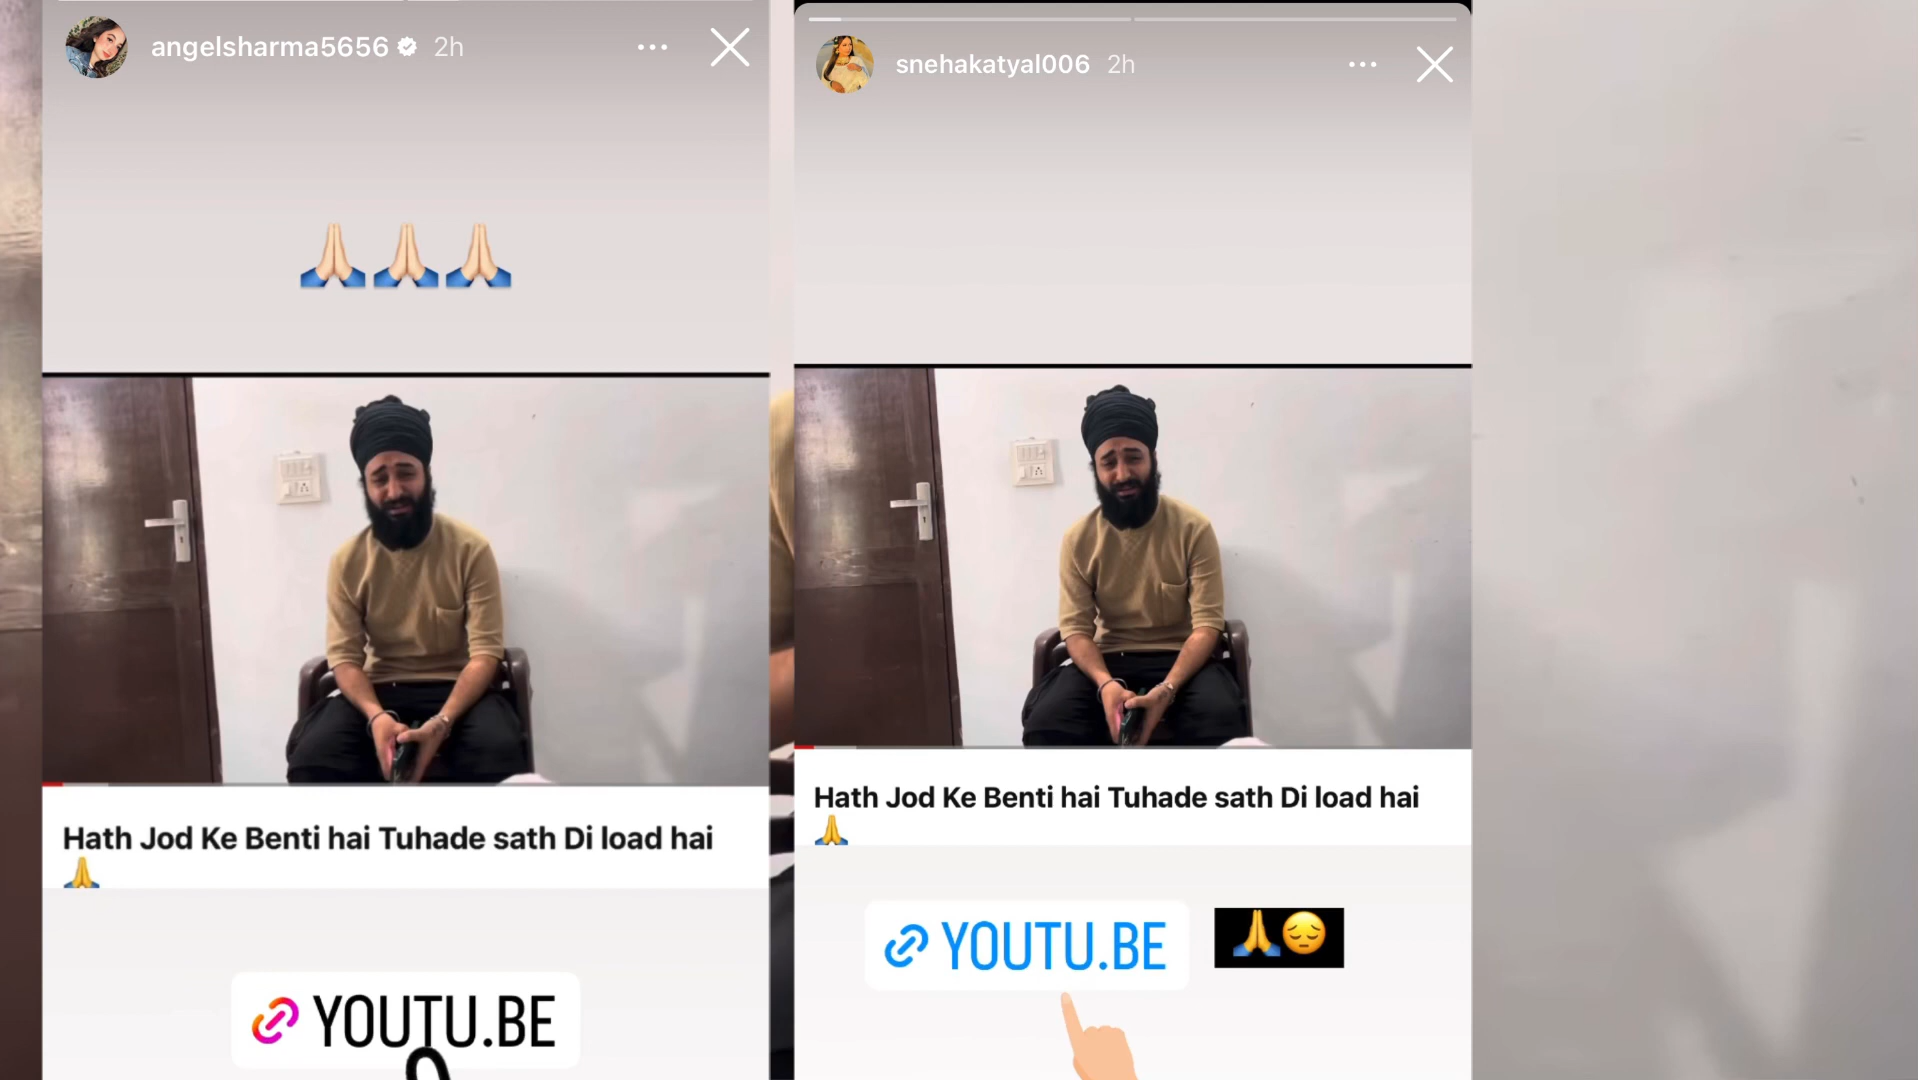 angelsharma5656 2h
Hath Jod Ke Benti hai Tuhade sath Di load hai
🙏
YOUTU.BE
snehakatyal006 2h
Hath Jod Ke Benti hai Tuhade sath Di load hai
🙏
YOUTU.BE